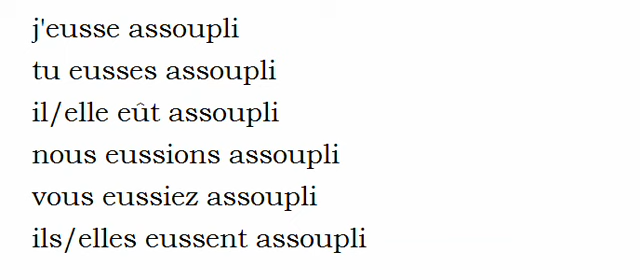 j'eusse assoupli
tu eusses assoupli
il/elle eût assoupli
nous eussions assoupli
vous eussiez assoupli
ils/elles eussent assoupli